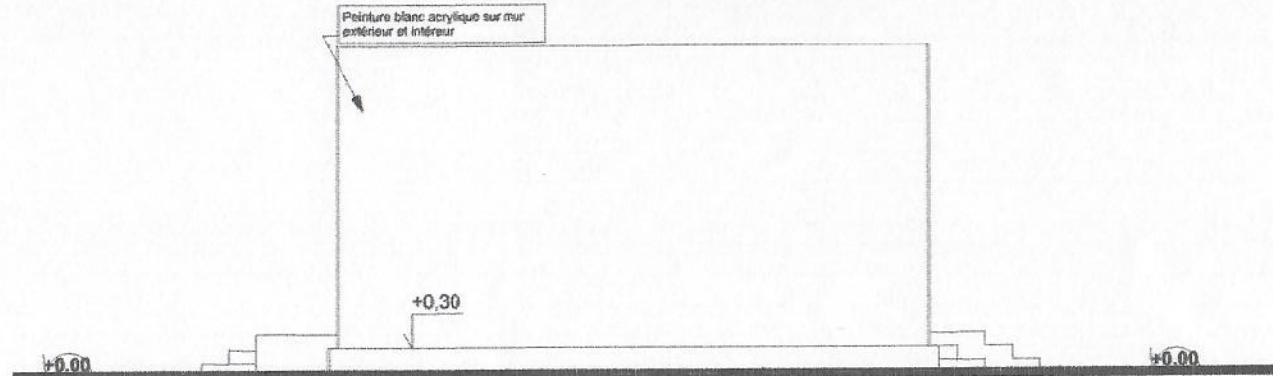 Peinture blanc acrylique sur mur
extérieur et intéreur
+0,30
+0.00
+0.00